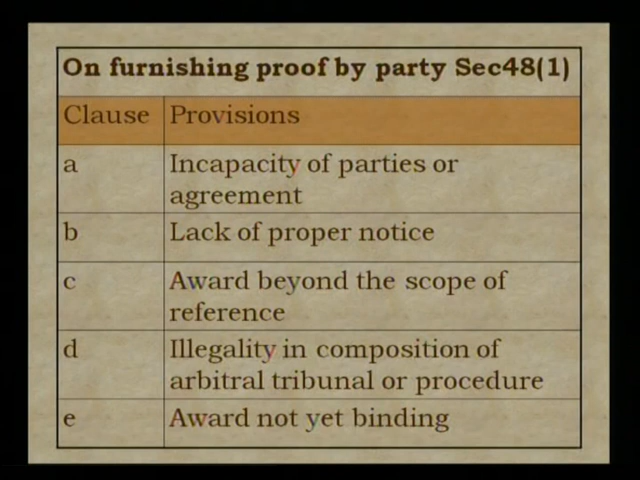 On furnishing proof by party Sec48(1)
Clause Provisions
a Incapacity of parties or
agreement
b Lack of proper notice
c Award beyond the scope of
reference
d Illegality in composition of
arbitral tribunal or procedure
e Award not yet binding